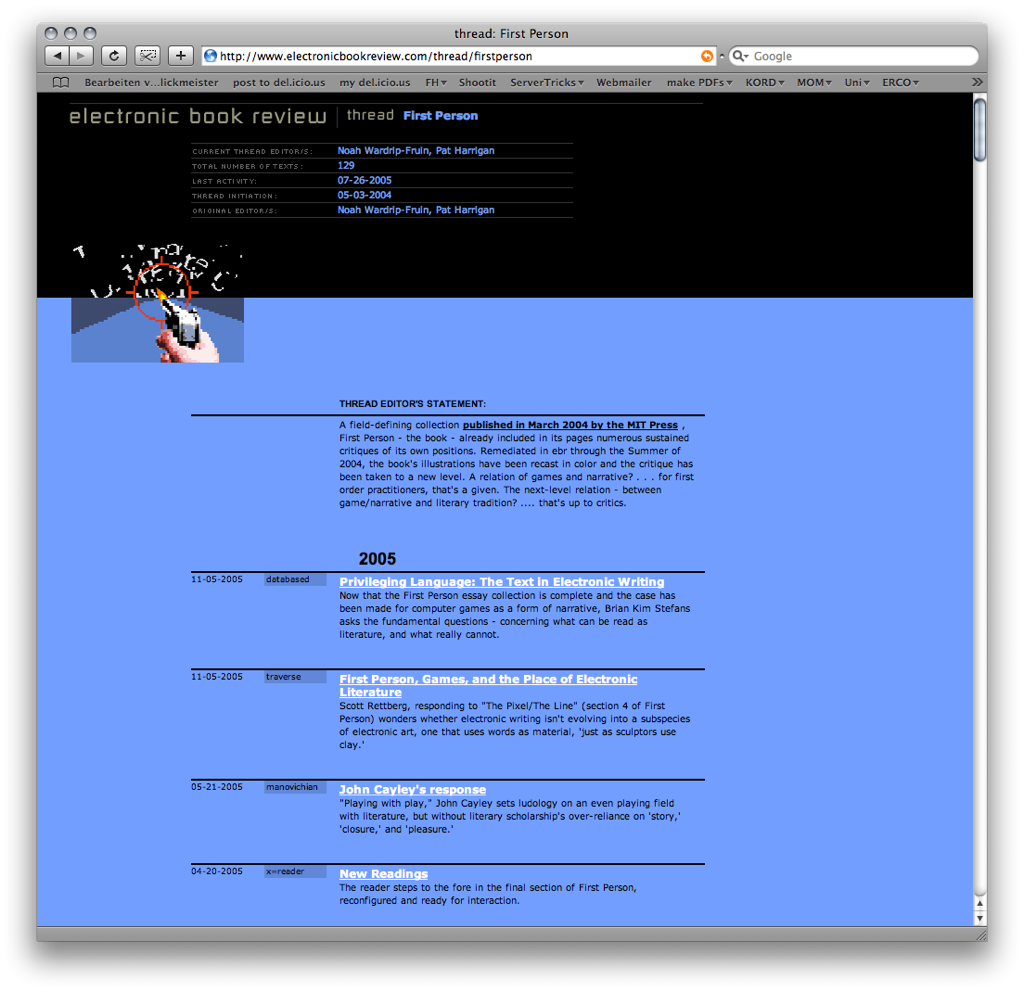 thread: First Person
http://www.electronicbookreview.com/thread/firstperson
Google
Bearbeiten v...lickmeister post to del.icio.us my del.icio.us FH Shootit ServerTricks Webmailer make PDFs KORD MOM Uni ERCO
electronic book review thread First Person
CURRENT THREAD EDITOR/S: Noah Wardrip-Fruin, Pat Harrigan
TOTAL NUMBER OF TEXTS: 129
LAST ACTIVITY: 07-26-2005
THREAD INITIATION: 05-03-2004
ORIGINAL EDITOR/S: Noah Wardrip-Fruin, Pat Harrigan
THREAD EDITOR'S STATEMENT:
A field-defining collection published in March 2004 by the MIT Press ,
First Person - the book - already included in its pages numerous sustained
critiques of its own positions. Remediated in ebr through the Summer of
2004, the book's illustrations have been recast in color and the critique has
been taken to a new level. A relation of games and narrative? . . . for first
order practitioners, that's a given. The next-level relation - between
game/narrative and literary tradition? .... that's up to critics.
2005
11-05-2005 databased Privileging Language: The Text in Electronic Writing
Now that the First Person essay collection is complete and the case has
been made for computer games as a form of narrative, Brian Kim Stefans
asks the fundamental questions - concerning what can be read as
literature, and what really cannot.
11-05-2005 traverse First Person, Games, and the Place of Electronic
Literature
Scott Rettberg, responding to "The Pixel/The Line" (section 4 of First
Person) wonders whether electronic writing isn't evolving into a subspecies
of electronic art, one that uses words as material, 'just as sculptors use
clay.'
05-21-2005 manovichian John Cayley's response
"Playing with play," John Cayley sets ludology on an even playing field
with literature, but without literary scholarship's over-reliance on 'story,'
'closure,' and 'pleasure.'
04-20-2005 x=reader New Readings
The reader steps to the fore in the final section of First Person,
reconfigured and ready for interaction.